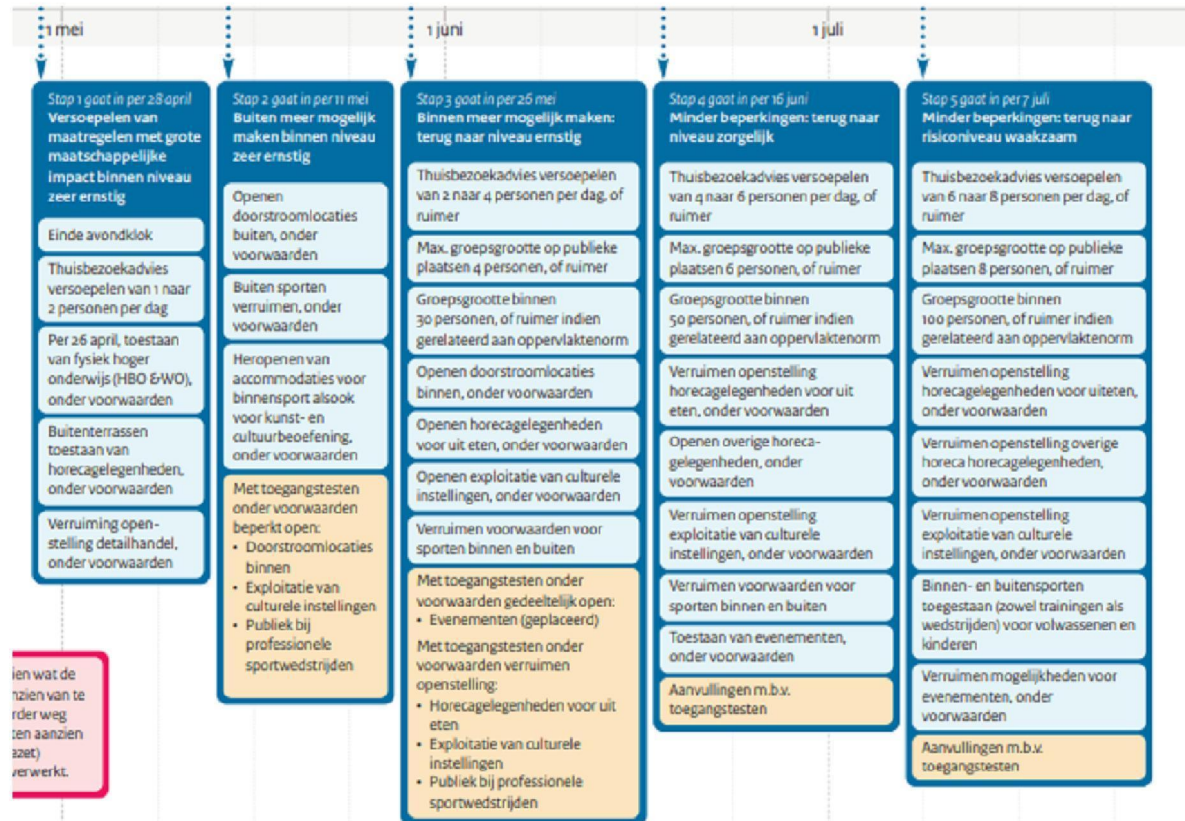 1 mei
1 juni
1 juli
Stap 1 gaat in per 28 april
Versoepelen van
maatregelen met grote
maatschappelijke
impact binnen niveau
zeer ernstig
Einde avondklok
Thuisbezoekadvies
versoepelen van 1 naar
2 personen per dag
Per 26 april, toestaan
van fysiek hoger
onderwijs (HBO & WO),
onder voorwaarden
Buitenterrassen
toestaan van
horecagelegenheden,
onder voorwaarden
Verruiming open-
stelling detailhandel,
onder voorwaarden
ien wat de
nzien van te
rder weg
ten aanzien
ezet)
verwerkt.
Stap 2 gaat in per 11 mei
Buiten meer mogelijk
maken binnen niveau
zeer ernstig
Openen
doorstroomlocaties
buiten, onder
voorwaarden
Buiten sporten
verruimen, onder
voorwaarden
Heropenen van
accommodaties voor
binnensport alsook
voor kunst- en
cultuurbeoefening,
onder voorwaarden
Met toegangstesten
onder voorwaarden
beperkt open:
• Doorstroomlocaties
binnen
• Exploitatie van
culturele instellingen
• Publiek bij
professionele
sportwedstrijden
Stap 3 gaat in per 26 mei
Binnen meer mogelijk maken:
terug naar niveau ernstig
Thuisbezoekadvies versoepelen
van 2 naar 4 personen per dag, of
ruimer
Max. groepsgrootte op publieke
plaatsen 4 personen, of ruimer
Groepsgrootte binnen
30 personen, of ruimer indien
gerelateerd aan oppervlaktenorm
Openen doorstroomlocaties
binnen, onder voorwaarden
Openen horecagelegenheden
voor uit eten, onder voorwaarden
Openen exploitatie van culturele
instellingen, onder voorwaarden
Verruimen voorwaarden voor
sporten binnen en buiten
Met toegangstesten onder
voorwaarden gedeeltelijk open:
• Evenementen (geplaceerd)
Met toegangstesten onder
voorwaarden verruimen
openstelling:
• Horecagelegenheden voor uit
eten
• Exploitatie van culturele
instellingen
• Publiek bij professionele
sportwedstrijden
Stap 4 gaat in per 16 juni
Minder beperkingen: terug naar
niveau zorgelijk
Thuisbezoekadvies versoepelen
van 4 naar 6 personen per dag, of
ruimer
Max. groepsgrootte op publieke
plaatsen 6 personen, of ruimer
Groepsgrootte binnen
50 personen, of ruimer indien
gerelateerd aan oppervlaktenorm
Verruimen openstelling
horecagelegenheden voor uit
eten, onder voorwaarden
Openen overige horeca-
gelegenheden, onder
voorwaarden
Verruimen openstelling
exploitatie van culturele
instellingen, onder voorwaarden
Verruimen voorwaarden voor
sporten binnen en buiten
Toestaan van evenementen,
onder voorwaarden
Aanvullingen m.b.v.
toegangstesten
Stap 5 gaat in per 7 juli
Minder beperkingen: terug naar
risiconiveau waakzaam
Thuisbezoekadvies versoepelen
van 6 naar 8 personen per dag, of
ruimer
Max. groepsgrootte op publieke
plaatsen 8 personen, of ruimer
Groepsgrootte binnen
100 personen, of ruimer indien
gerelateerd aan oppervlaktenorm
Verruimen openstelling
horecagelegenheden voor uiteten,
onder voorwaarden
Verruimen openstelling overige
horeca horecagelegenheden,
onder voorwaarden
Verruimen openstelling
exploitatie van culturele
instellingen, onder voorwaarden
Binnen- en buitensporten
toegestaan (zowel trainingen als
wedstrijden) voor volwassenen en
kinderen
Verruimen mogelijkheden voor
evenementen, onder
voorwaarden
Aanvullingen m.b.v.
toegangstesten